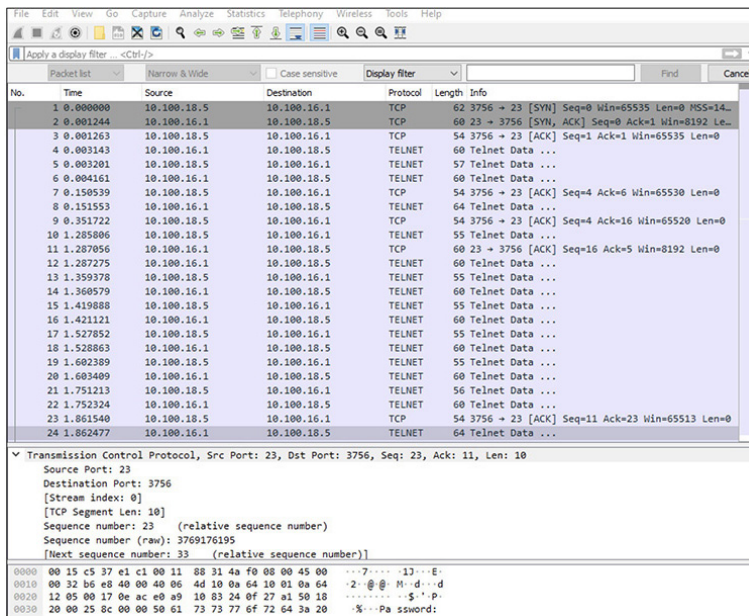 File Edit View Go Capture Analyze Statistics Telephony Wireless Tools Help
Apply a display filter ... <Ctrl-/>
Packet list Narrow & Wide Case sensitive Display filter Find Cance
No. Time Source Destination Protocol Length Info
1 0.000000 10.100.18.5 10.100.16.1 TCP 62 3756 → 23 [SYN] Seq=0 Win=65535 Len=0 MSS=14…
2 0.001244 10.100.16.1 10.100.18.5 TCP 60 23 → 3756 [SYN, ACK] Seq=0 Ack=1 Win=8192 Le…
3 0.001263 10.100.18.5 10.100.16.1 TCP 54 3756 → 23 [ACK] Seq=1 Ack=1 Win=65535 Len=0
4 0.003143 10.100.16.1 10.100.18.5 TELNET 60 Telnet Data ...
5 0.003201 10.100.18.5 10.100.16.1 TELNET 57 Telnet Data ...
6 0.004161 10.100.16.1 10.100.18.5 TELNET 60 Telnet Data ...
7 0.150539 10.100.18.5 10.100.16.1 TCP 54 3756 → 23 [ACK] Seq=4 Ack=6 Win=65530 Len=0
8 0.151553 10.100.16.1 10.100.18.5 TELNET 64 Telnet Data ...
9 0.351722 10.100.18.5 10.100.16.1 TCP 54 3756 → 23 [ACK] Seq=4 Ack=16 Win=65520 Len=0
10 1.285806 10.100.18.5 10.100.16.1 TELNET 55 Telnet Data ...
11 1.287056 10.100.16.1 10.100.18.5 TCP 60 23 → 3756 [ACK] Seq=16 Ack=5 Win=8192 Len=0
12 1.287275 10.100.16.1 10.100.18.5 TELNET 60 Telnet Data ...
13 1.359378 10.100.18.5 10.100.16.1 TELNET 55 Telnet Data ...
14 1.360579 10.100.16.1 10.100.18.5 TELNET 60 Telnet Data ...
15 1.419888 10.100.18.5 10.100.16.1 TELNET 55 Telnet Data ...
16 1.421121 10.100.16.1 10.100.18.5 TELNET 60 Telnet Data ...
17 1.527852 10.100.18.5 10.100.16.1 TELNET 55 Telnet Data ...
18 1.528863 10.100.16.1 10.100.18.5 TELNET 60 Telnet Data ...
19 1.602389 10.100.18.5 10.100.16.1 TELNET 55 Telnet Data ...
20 1.603409 10.100.16.1 10.100.18.5 TELNET 60 Telnet Data ...
21 1.751213 10.100.18.5 10.100.16.1 TELNET 56 Telnet Data ...
22 1.752324 10.100.16.1 10.100.18.5 TELNET 60 Telnet Data ...
23 1.861540 10.100.18.5 10.100.16.1 TCP 54 3756 → 23 [ACK] Seq=11 Ack=23 Win=65513 Len=0
24 1.862477 10.100.16.1 10.100.18.5 TELNET 64 Telnet Data ...
Transmission Control Protocol, Src Port: 23, Dst Port: 3756, Seq: 23, Ack: 11, Len: 10
Source Port: 23
Destination Port: 3756
[Stream index: 0]
[TCP Segment Len: 10]
Sequence number: 23 (relative sequence number)
Sequence number (raw): 3769176195
[Next sequence number: 33 (relative sequence number)]
0000 00 15 c5 37 e1 c1 00 11 88 31 4a f0 08 00 45 00 ···7···· ·1J···E·
0010 00 32 b6 e8 40 00 40 06 4d 10 0a 64 10 01 0a 64 ·2··@·@· M··d···d
0020 12 05 00 17 0e ac e0 a9 10 83 24 0f 27 a1 50 18 ········ ··$·'·P·
0030 20 00 25 8c 00 00 50 61 73 73 77 6f 72 64 3a 20 ·%···Pa ssword: